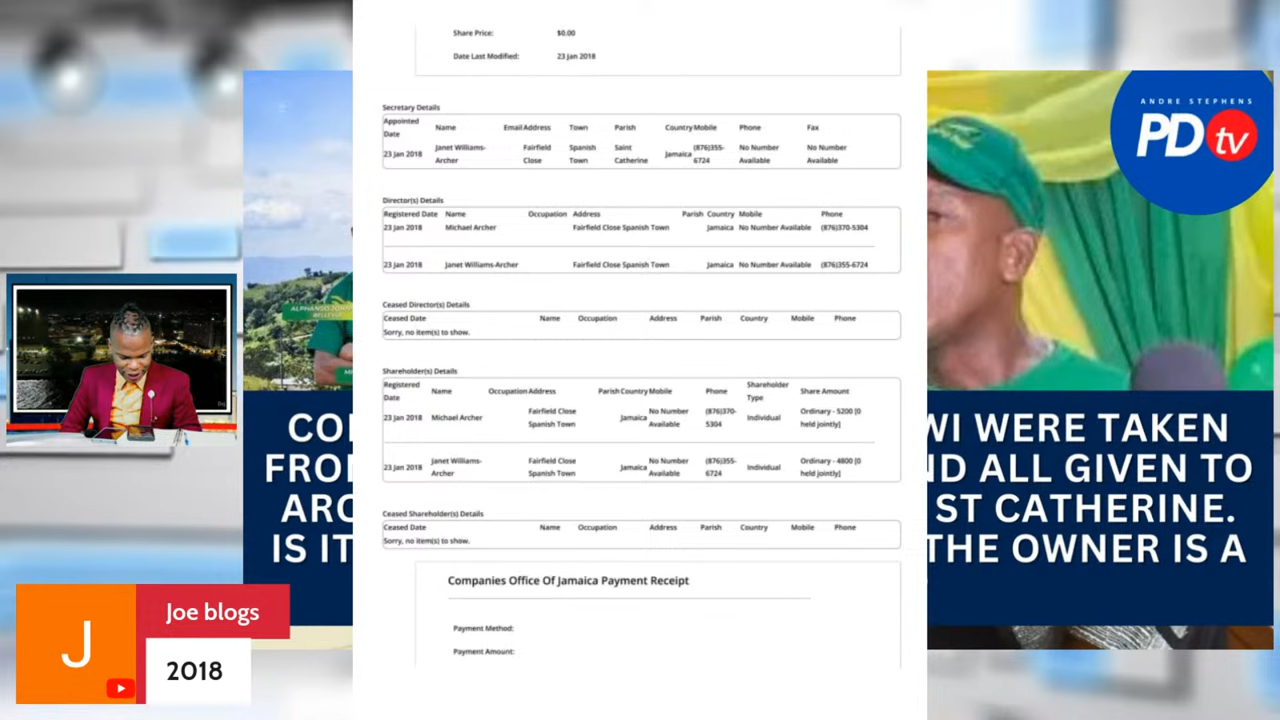 Share Price: $0.00
Date Last Modified: 23 Jan 2018
Secretary Details
Appointed Date Name Email Address Town Parish Country Mobile Phone Fax
23 Jan 2018 Janet Williams-Archer Fairfield Close Spanish Town Saint Catherine Jamaica (876)355-6724 No Number Available No Number Available
Director(s) Details
Registered Date Name Occupation Address Parish Country Mobile Phone
23 Jan 2018 Michael Archer Fairfield Close Spanish Town Jamaica No Number Available (876)370-5304
23 Jan 2018 Janet Williams-Archer Fairfield Close Spanish Town Jamaica No Number Available (876)355-6724
Ceased Director(s) Details
Ceased Date Name Occupation Address Parish Country Mobile Phone
Sorry, no item(s) to show.
Shareholder(s) Details
Registered Date Name Occupation Address Parish Country Mobile Phone Shareholder Type Share Amount
23 Jan 2018 Michael Archer Fairfield Close Spanish Town Jamaica No Number Available (876)370-5304 Individual Ordinary - 5200 [0 held jointly]
23 Jan 2018 Janet Williams-Archer Fairfield Close Spanish Town Jamaica No Number Available (876)355-6724 Individual Ordinary - 4800 [0 held jointly]
Ceased Shareholder(s) Details
Ceased Date Name Occupation Address Parish Country Mobile Phone
Sorry, no item(s) to show.
Companies Office Of Jamaica Payment Receipt
Payment Method:
Payment Amount:
ANDRE STEPHENS
PD tv
WERE TAKEN
ALL GIVEN TO
ST CATHERINE.
THE OWNER IS A
IS IT
J
Joe blogs
2018